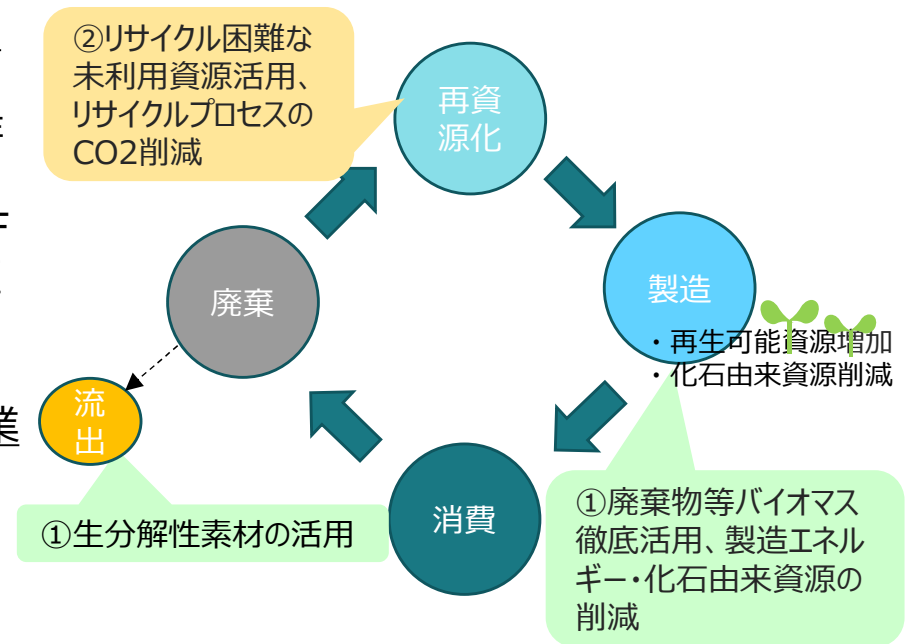 ②リサイクル困難な
未利用資源活用、
リサイクルプロセスの
CO2削減
再資
源化
廃棄
製造
・再生可能資源増加
・化石由来資源削減
流
出
業
①生分解性素材の活用
消費
①廃棄物等バイオマス
徹底活用、製造エネル
ギー・化石由来資源の
削減